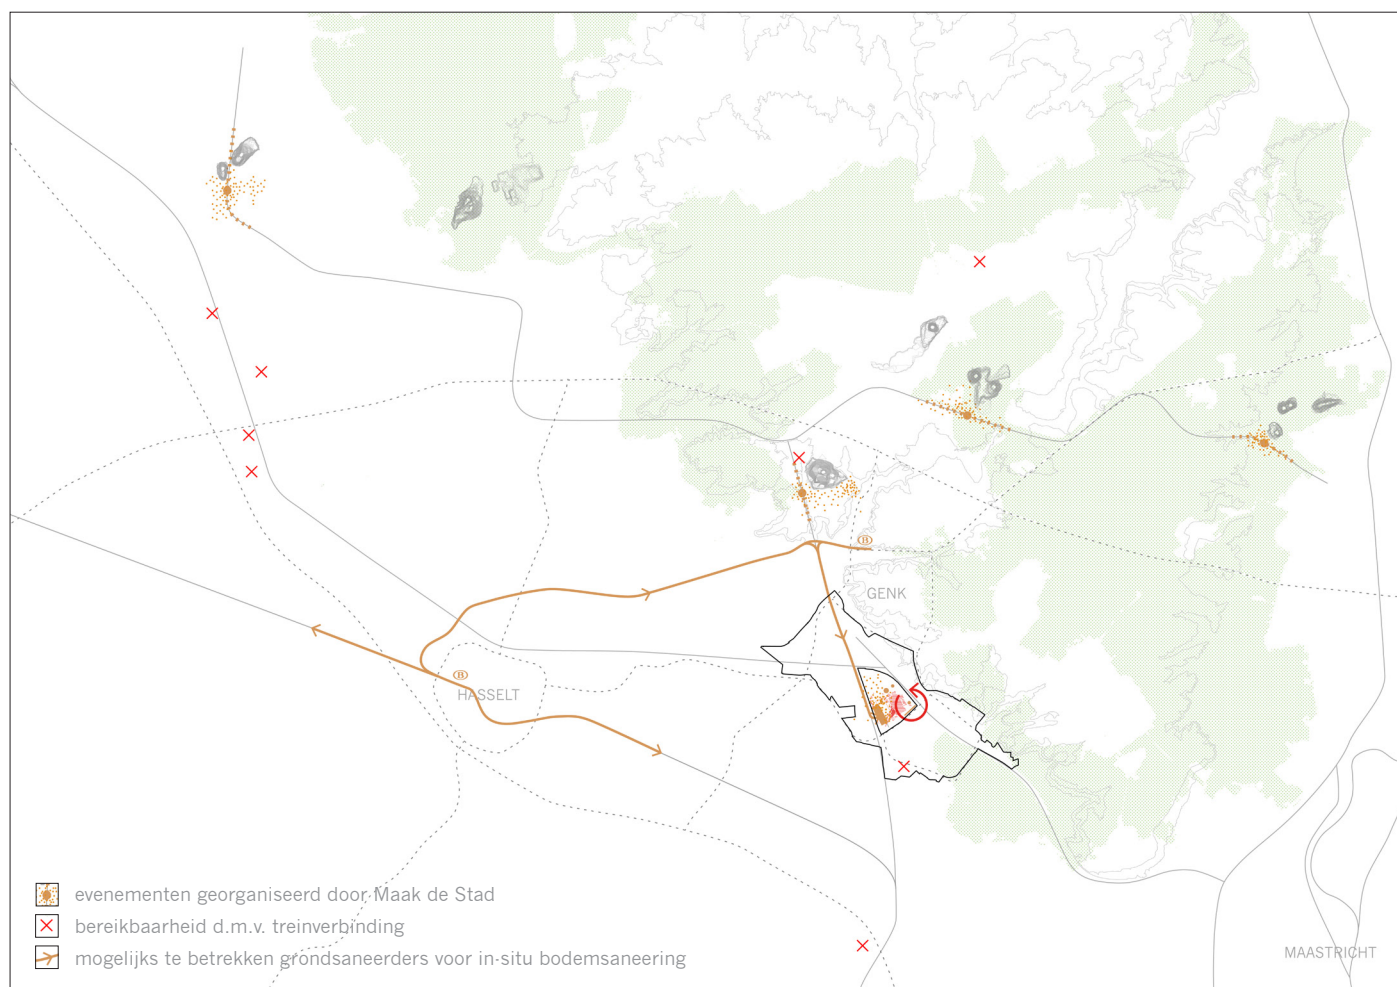 B
GENK
B
HASSELT
evenementen georganiseerd door Maak de Stad
bereikbaarheid d.m.v. treinverbinding
mogelijks te betrekken grondsaneerders voor in-situ bodemsaneering
MAASTRICHT